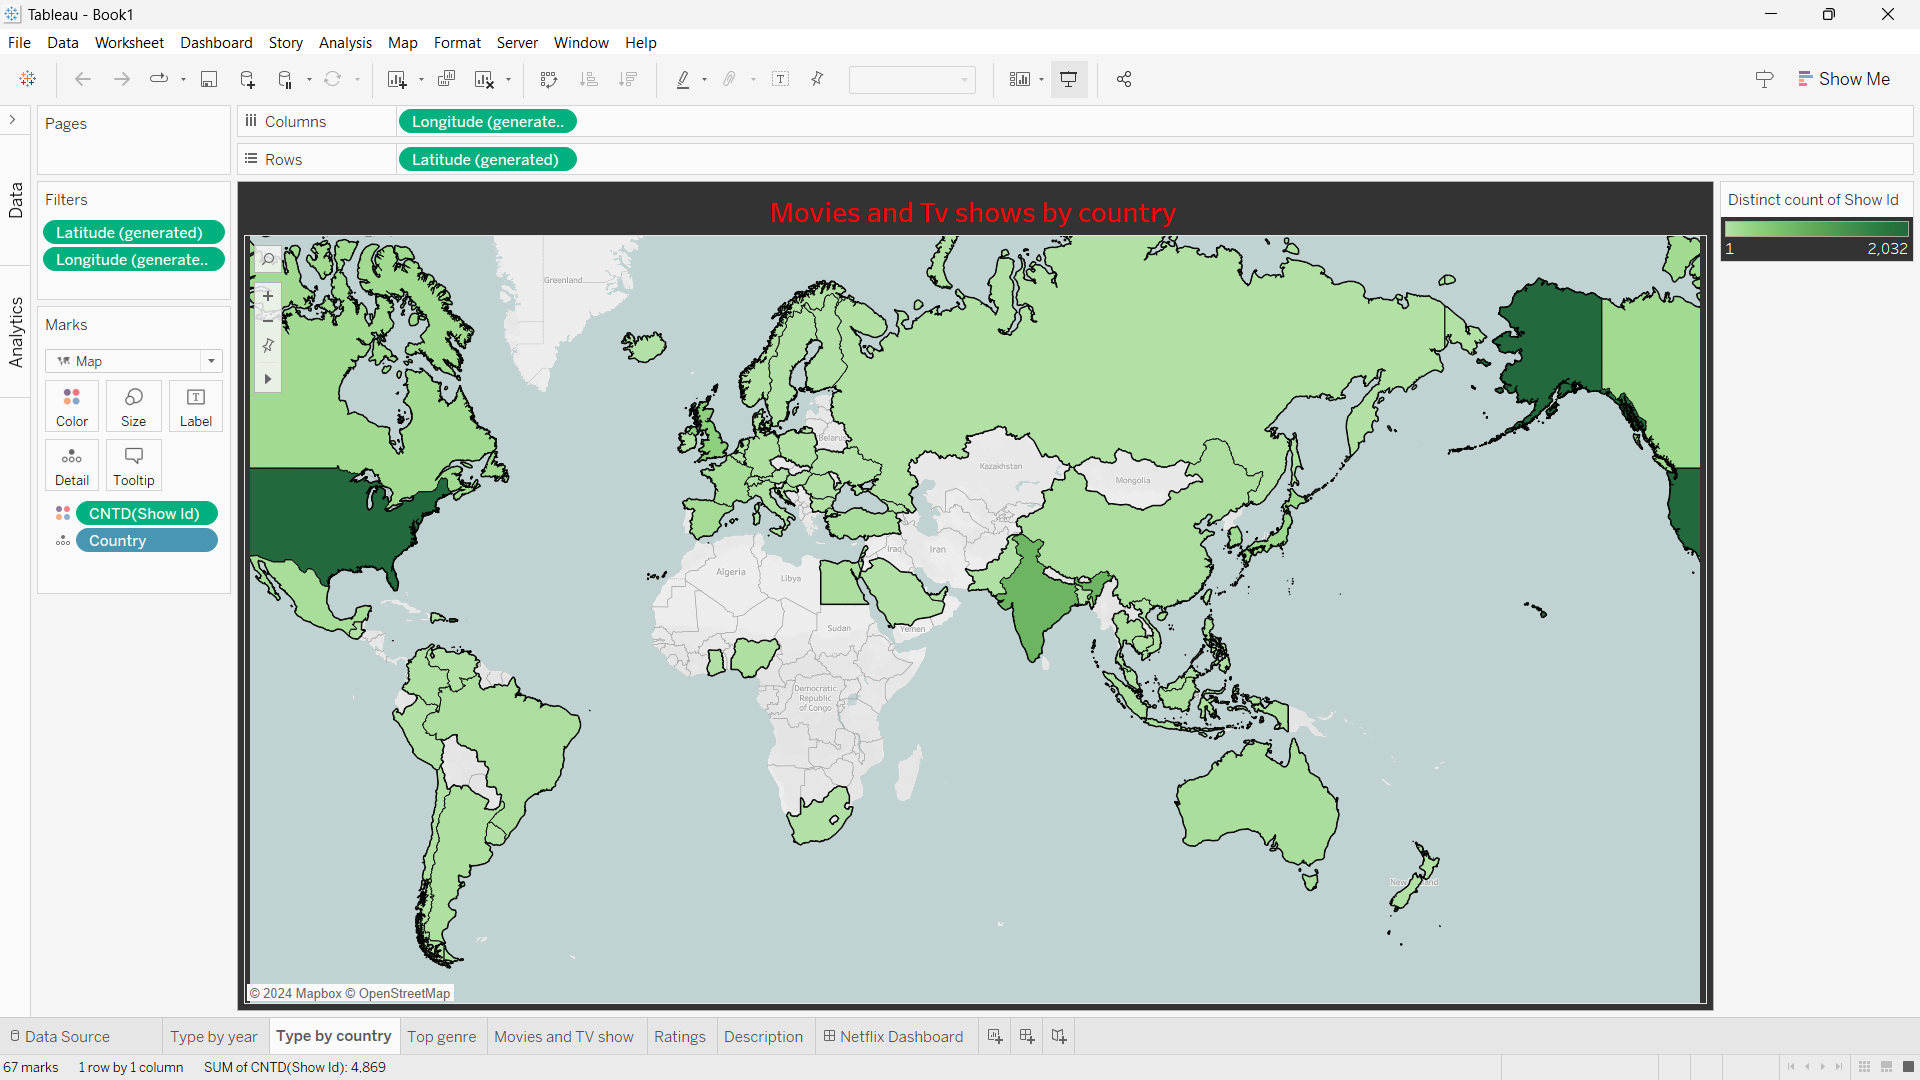 Tableau - Book1
File Data Worksheet Dashboard Story Analysis Map Format Server Window Help
Show Me
Pages
Columns
Longitude (generate..
Rows
Latitude (generated)
Data
Analytics
Filters
Latitude (generated)
Longitude (generate..
Marks
Map
Color
Size
Label
Detail
Tooltip
CNTD(Show Id)
Country
Movies and Tv shows by country
Greenland
Belarus
Kazakhstan
Mongolia
Iraq
Iran
Algeria
Libya
Sudan
Yemen
Democratic
Republic
of Congo
© 2024 Mapbox © OpenStreetMap
Distinct count of Show Id
1 2,032
Data Source Type by year Type by country Top genre Movies and TV show Ratings Description Netflix Dashboard
67 marks 1 row by 1 column SUM of CNTD(Show Id): 4,869